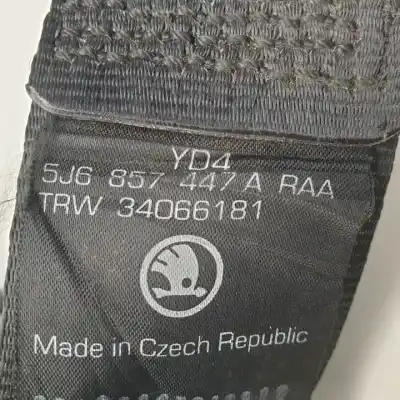 YD4
5J6 857 447 A RAA
TRW 34066181
Made in Czech Republic